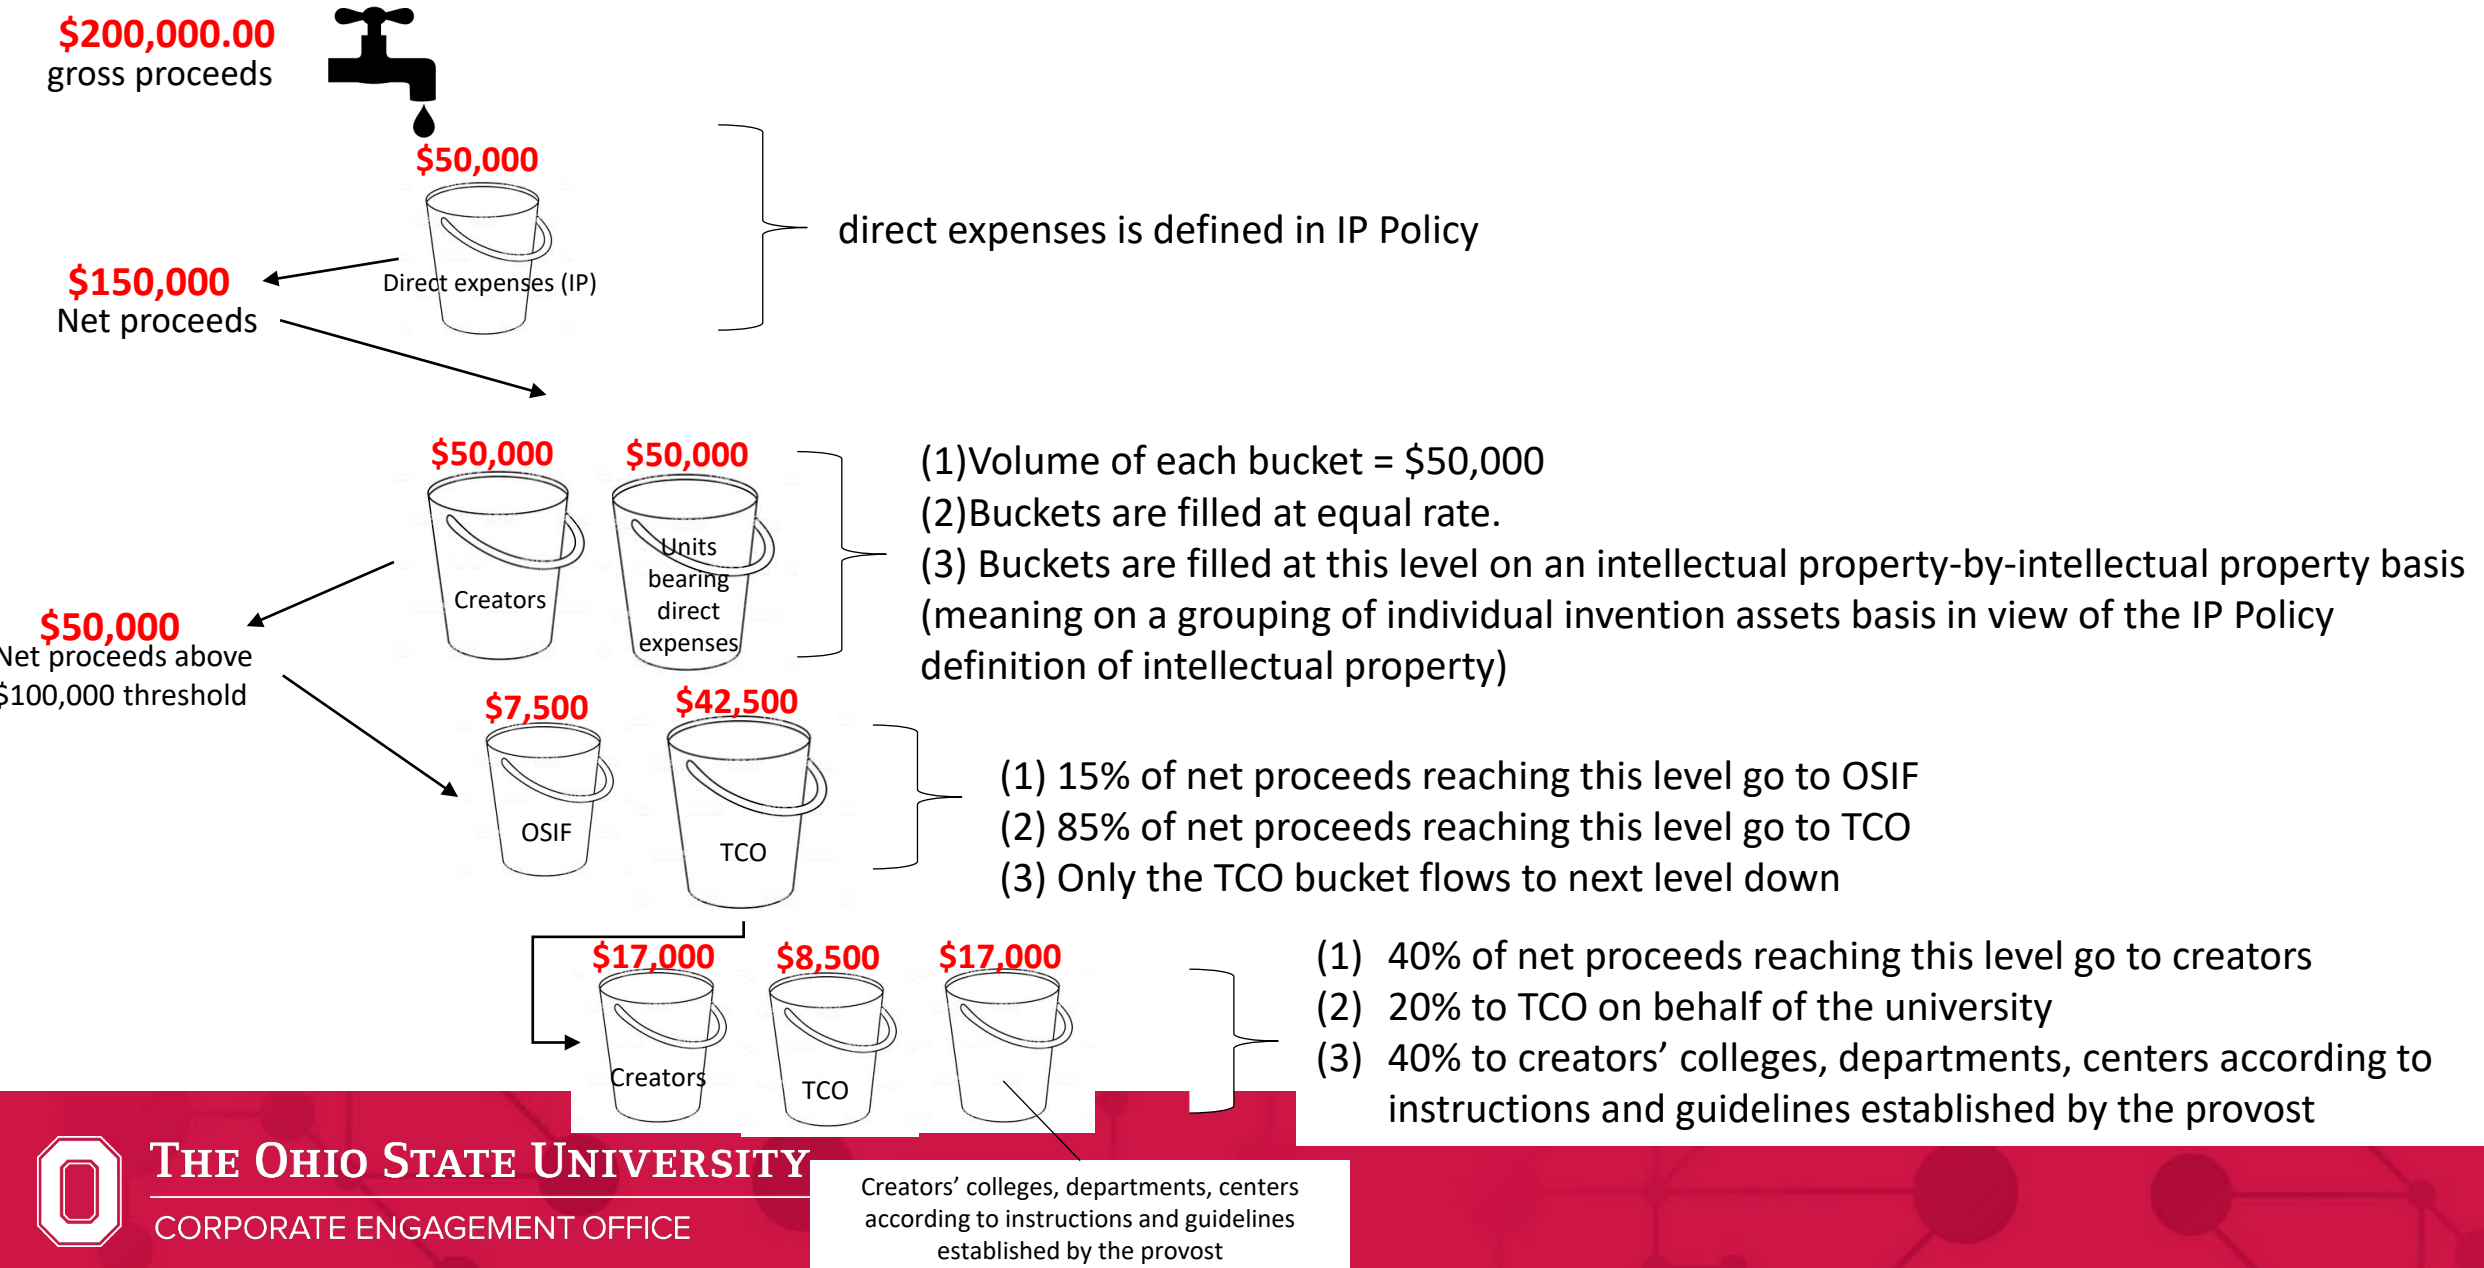 $200,000.00
gross proceeds
$50,000
Direct expenses (IP)
direct expenses is defined in IP Policy
$150,000
Net proceeds
$50,000
Creators
$50,000
Units
bearing
direct
expenses
(1)Volume of each bucket = $50,000
(2)Buckets are filled at equal rate.
(3) Buckets are filled at this level on an intellectual property-by-intellectual property basis
(meaning on a grouping of individual invention assets basis in view of the IP Policy
definition of intellectual property)
$50,000
Net proceeds above
$100,000 threshold
$7,500
OSIF
$42,500
TCO
(1) 15% of net proceeds reaching this level go to OSIF
(2) 85% of net proceeds reaching this level go to TCO
(3) Only the TCO bucket flows to next level down
$17,000
Creators
$8,500
TCO
$17,000
(1) 40% of net proceeds reaching this level go to creators
(2) 20% to TCO on behalf of the university
(3) 40% to creators’ colleges, departments, centers according to
instructions and guidelines established by the provost
Creators’ colleges, departments, centers
according to instructions and guidelines
established by the provost
THE OHIO STATE UNIVERSITY
CORPORATE ENGAGEMENT OFFICE